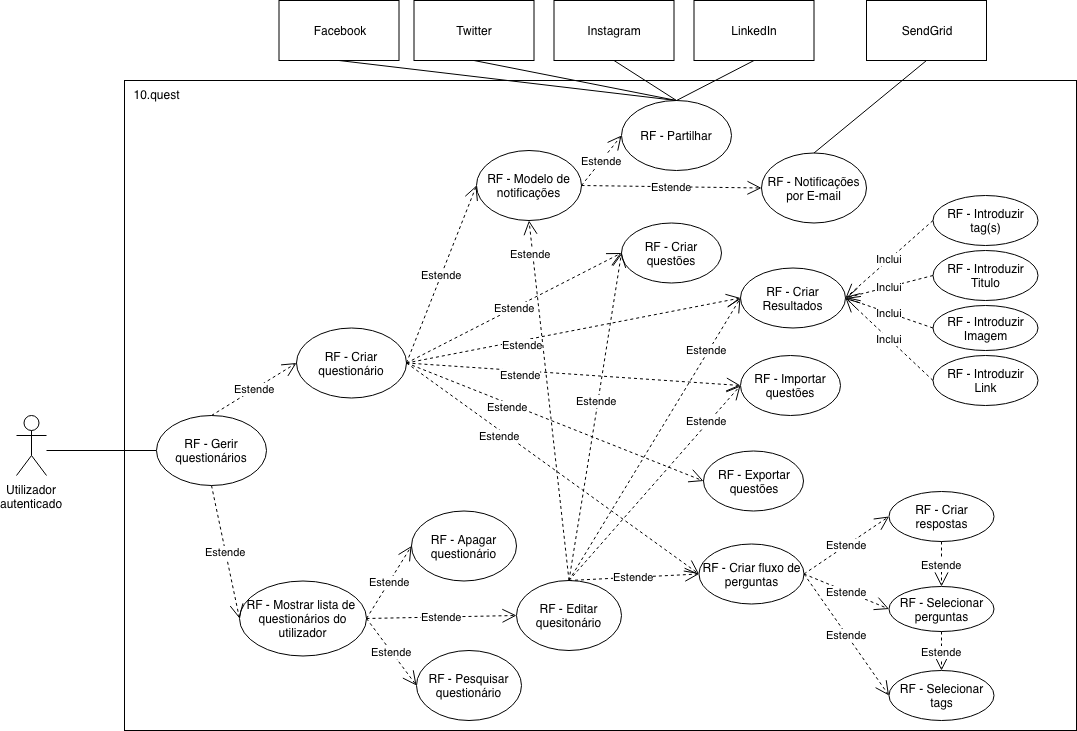 Facebook
Twitter
Instagram
LinkedIn
SendGrid
10.quest
RF - Partilhar
Estende
RF - Modelo de
notificações
Estende
RF - Notificações
por E-mail
RF - Introduzir
tag(s)
Estende
RF - Criar
questões
Inclui
Estende
RF - Introduzir
Titulo
Inclui
RF - Criar
Resultados
Estende
Inclui
RF - Introduzir
Imagem
Inclui
Estende
Estende
RF - Criar
questionário
Estende
RF - Importar
questões
RF - Introduzir
Link
Estende
Estende
Estende
Estende
Estende
RF - Gerir
questionários
Utilizador
autenticado
RF - Exportar
questões
RF - Criar
respostas
Estende
RF - Apagar
questionário
Estende
Estende
RF - Criar fluxo de
perguntas
Estende
Estende
Estende
RF - Mostrar lista de
questionários do
utilizador
Estende
RF - Editar
quesitonário
RF - Selecionar
perguntas
Estende
Estende
Estende
RF - Pesquisar
questionário
RF - Selecionar
tags